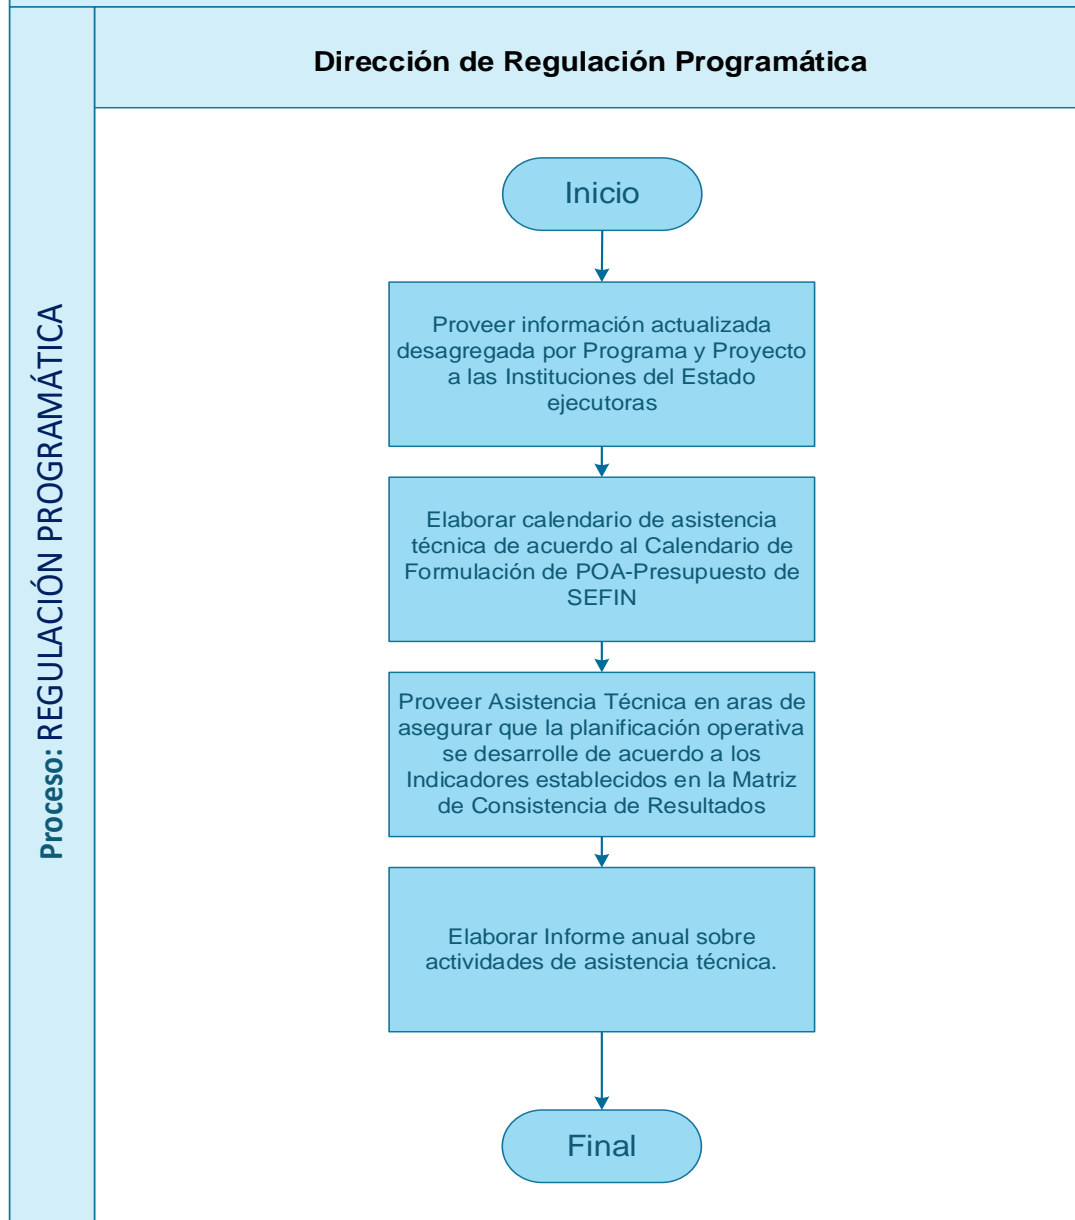 Dirección de Regulación Programática
Proceso: REGULACIÓN PROGRAMÁTICA
Inicio
Proveer información actualizada
desagregada por Programa y Proyecto
a las Instituciones del Estado
ejecutoras
Elaborar calendario de asistencia
técnica de acuerdo al Calendario de
Formulación de POA-Presupuesto de
SEFIN
Proveer Asistencia Técnica en aras de
asegurar que la planificación operativa
se desarrolle de acuerdo a los
Indicadores establecidos en la Matriz
de Consistencia de Resultados
Elaborar Informe anual sobre
actividades de asistencia técnica.
Final